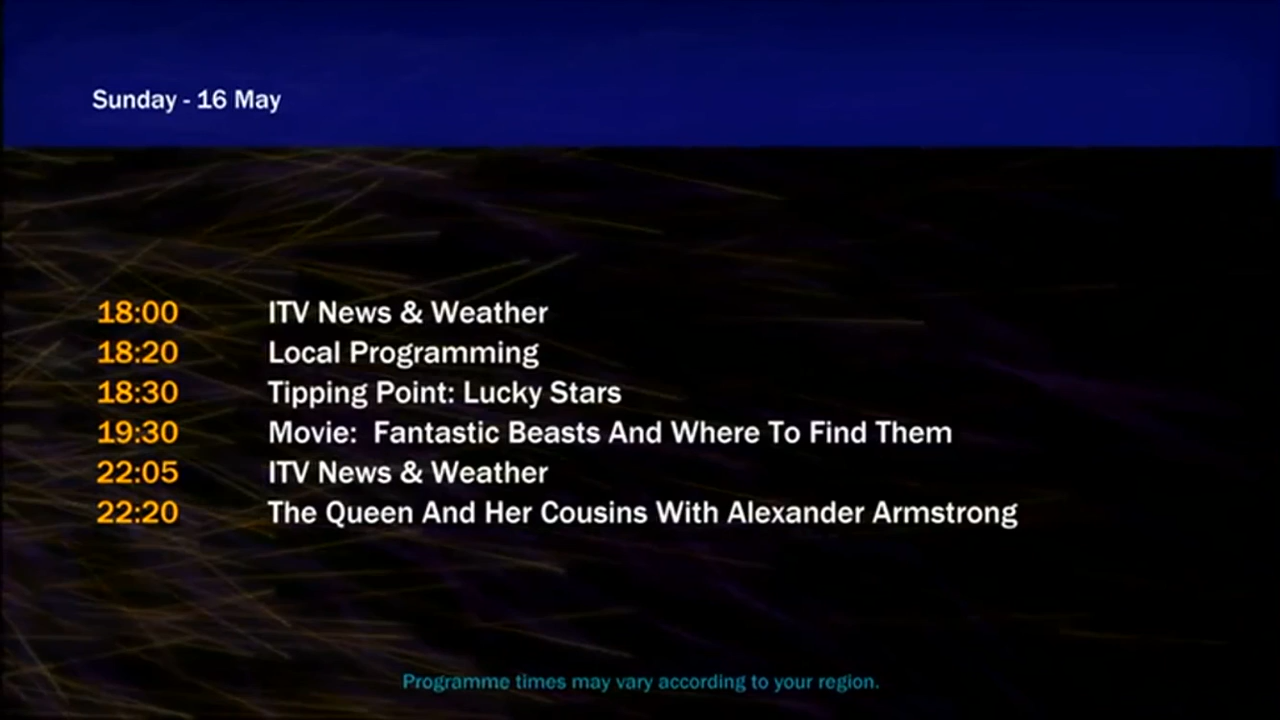 Sunday - 16 May
18:00 ITV News & Weather
18:20 Local Programming
18:30 Tipping Point: Lucky Stars
19:30 Movie: Fantastic Beasts And Where To Find Them
22:05 ITV News & Weather
22:20 The Queen And Her Cousins With Alexander Armstrong
Programme times may vary according to your region.